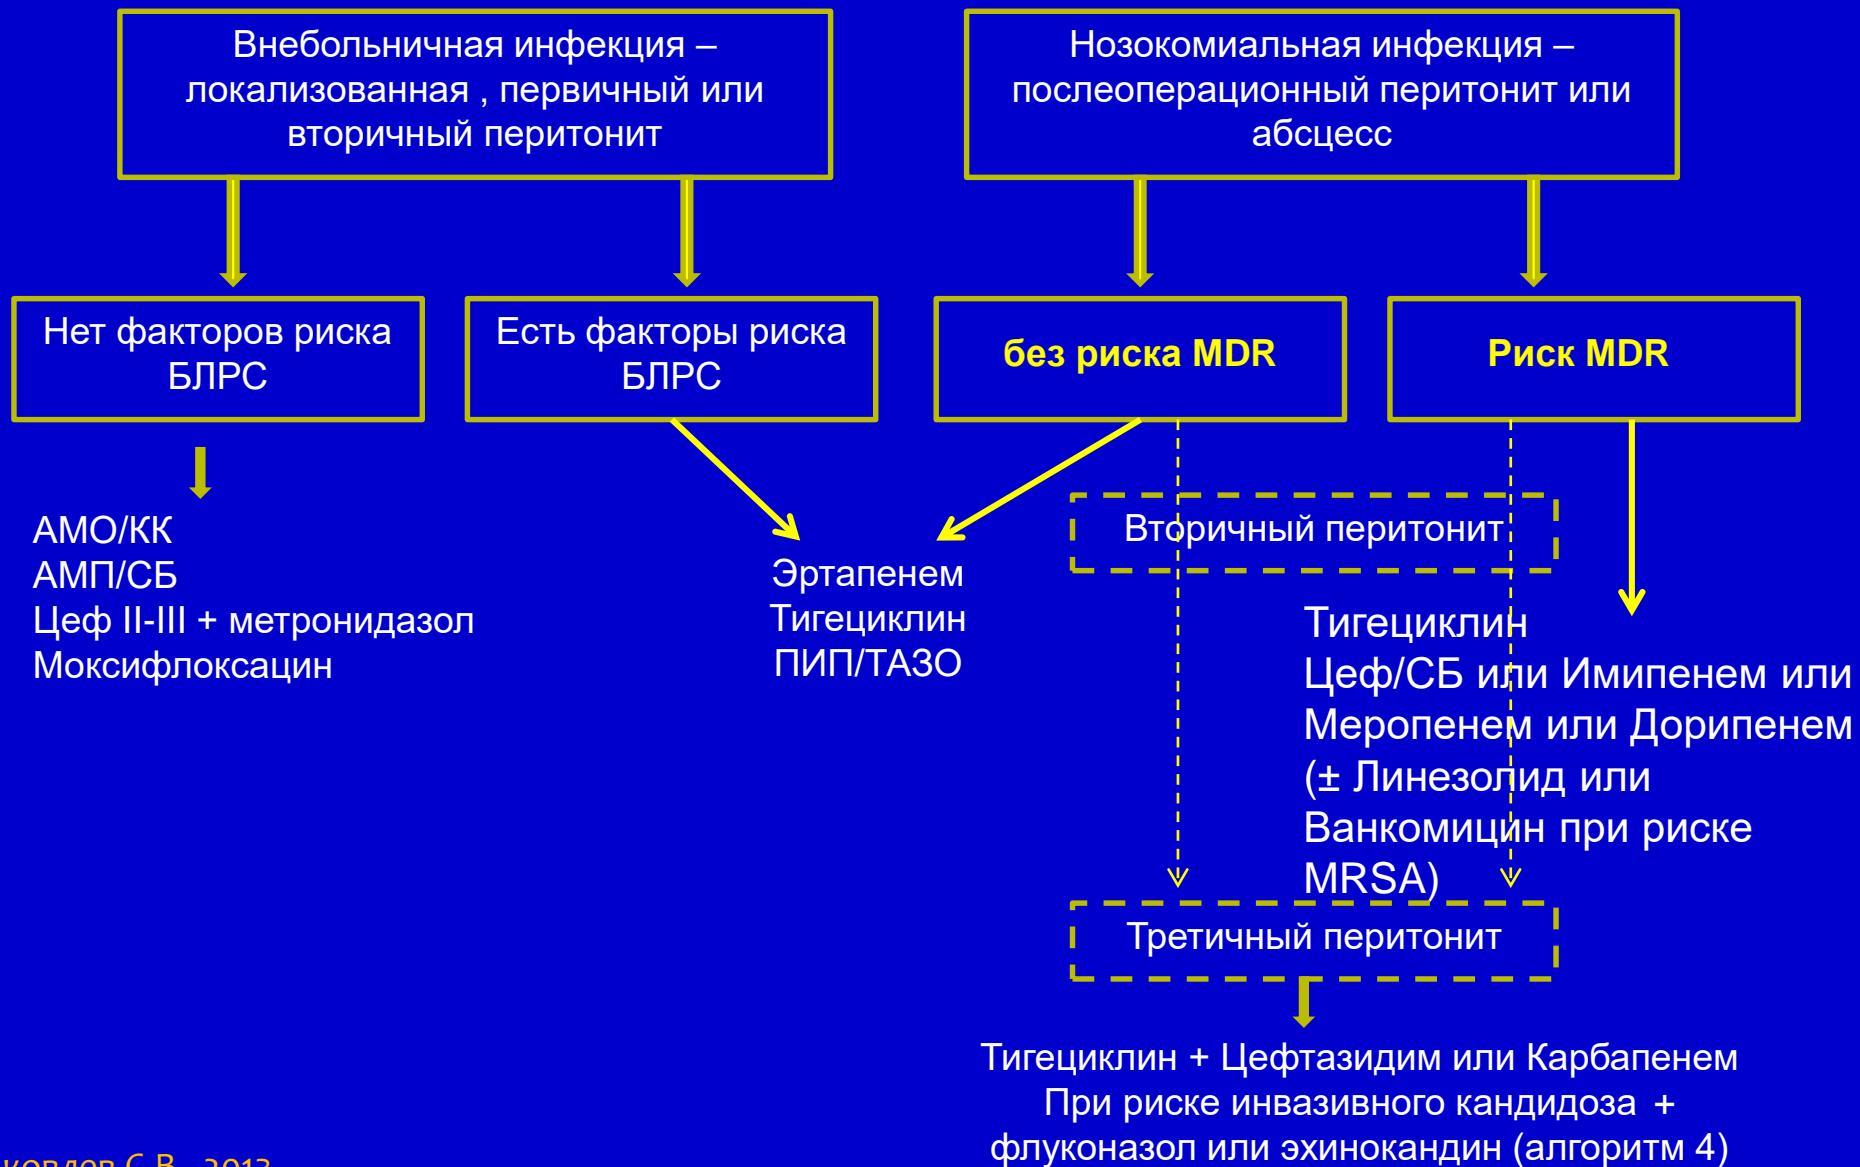 Внебольничная инфекция –
локализованная , первичный или
вторичный перитонит
Нозокомиальная инфекция –
послеоперационный перитонит или
абсцесс
Нет факторов риска
БЛРС
Есть факторы риска
БЛРС
без риска MDR
Риск MDR
АМО/КК
АМП/СБ
Цеф II-III + метронидазол
Моксифлоксацин
Эртапенем
Тигециклин
ПИП/ТАЗО
Вторичный перитонит
Тигециклин
Цеф/СБ или Имипенем или
Меропенем или Дорипенем
(± Линезолид или
Ванкомицин при риске
MRSA)
Третичный перитонит
Тигециклин + Цефтазидим или Карбапенем
При риске инвазивного кандидоза +
флуконазол или эхинокандин (алгоритм 4)
С.В., 2013